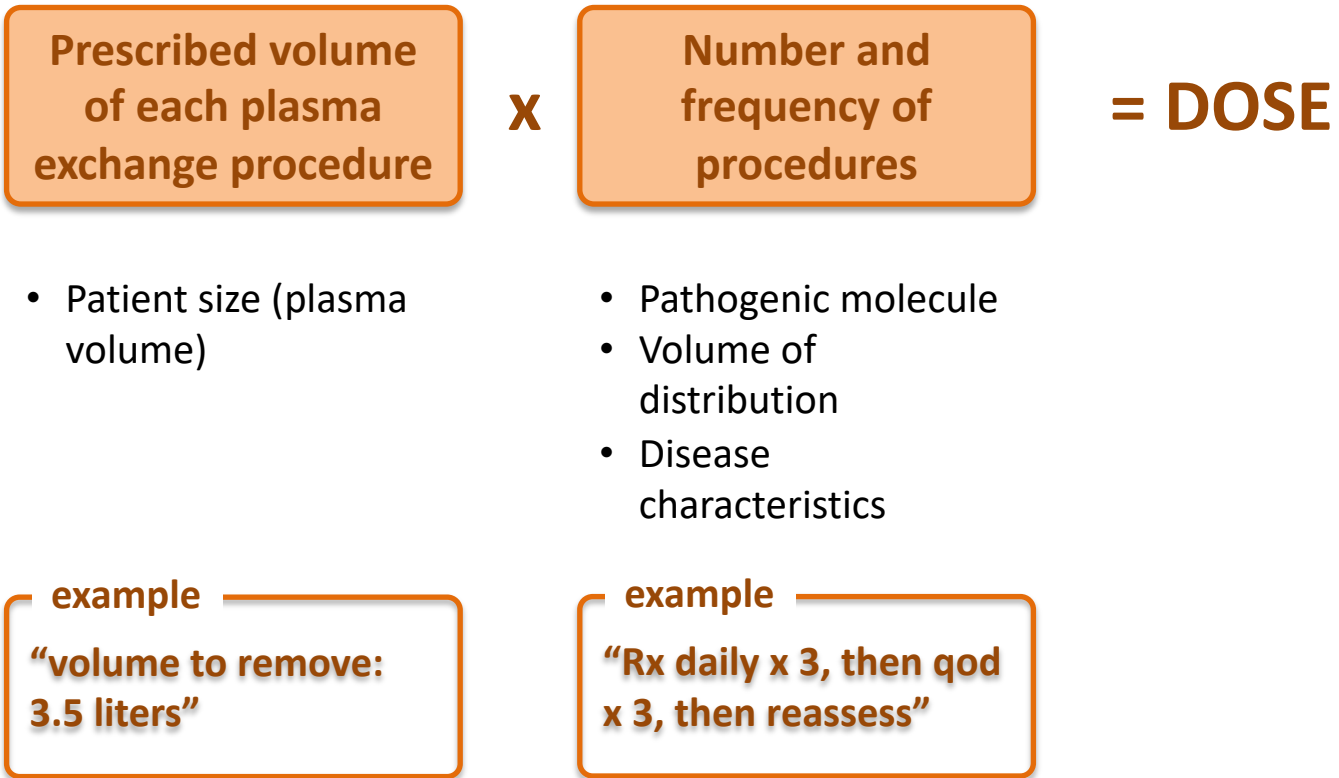 Prescribed volume
of each plasma
exchange procedure
x
Number and
frequency of
procedures
= DOSE
• Patient size (plasma
volume)
• Pathogenic molecule
• Volume of
distribution
• Disease
characteristics
example
“volume to remove:
3.5 liters”
example
“Rx daily x 3, then qod
x 3, then reassess”